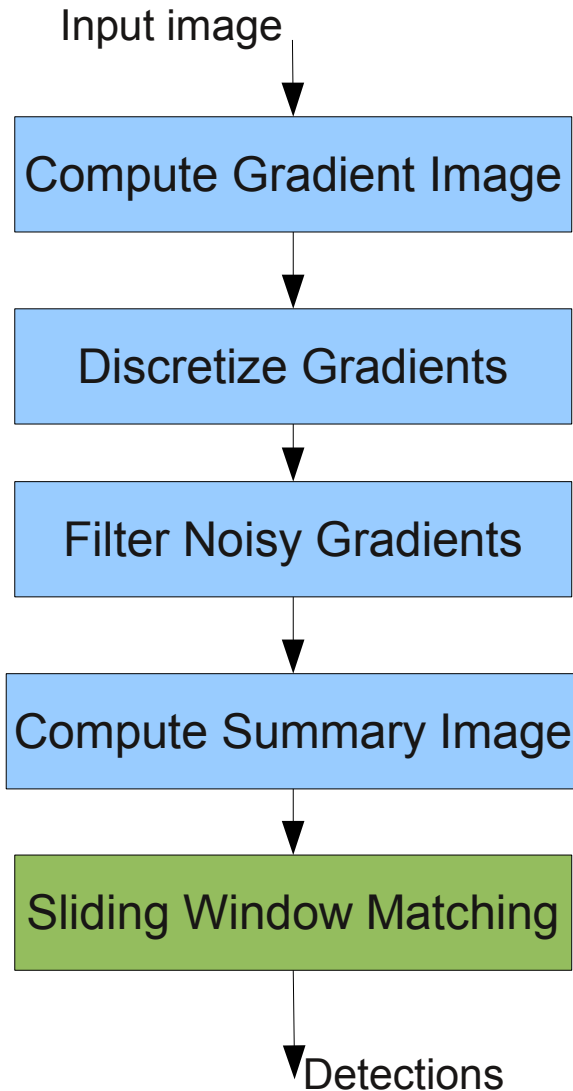 Input image
Compute Gradient Image
Discretize Gradients
Filter Noisy Gradients
Compute Summary Image
Sliding Window Matching
Detections